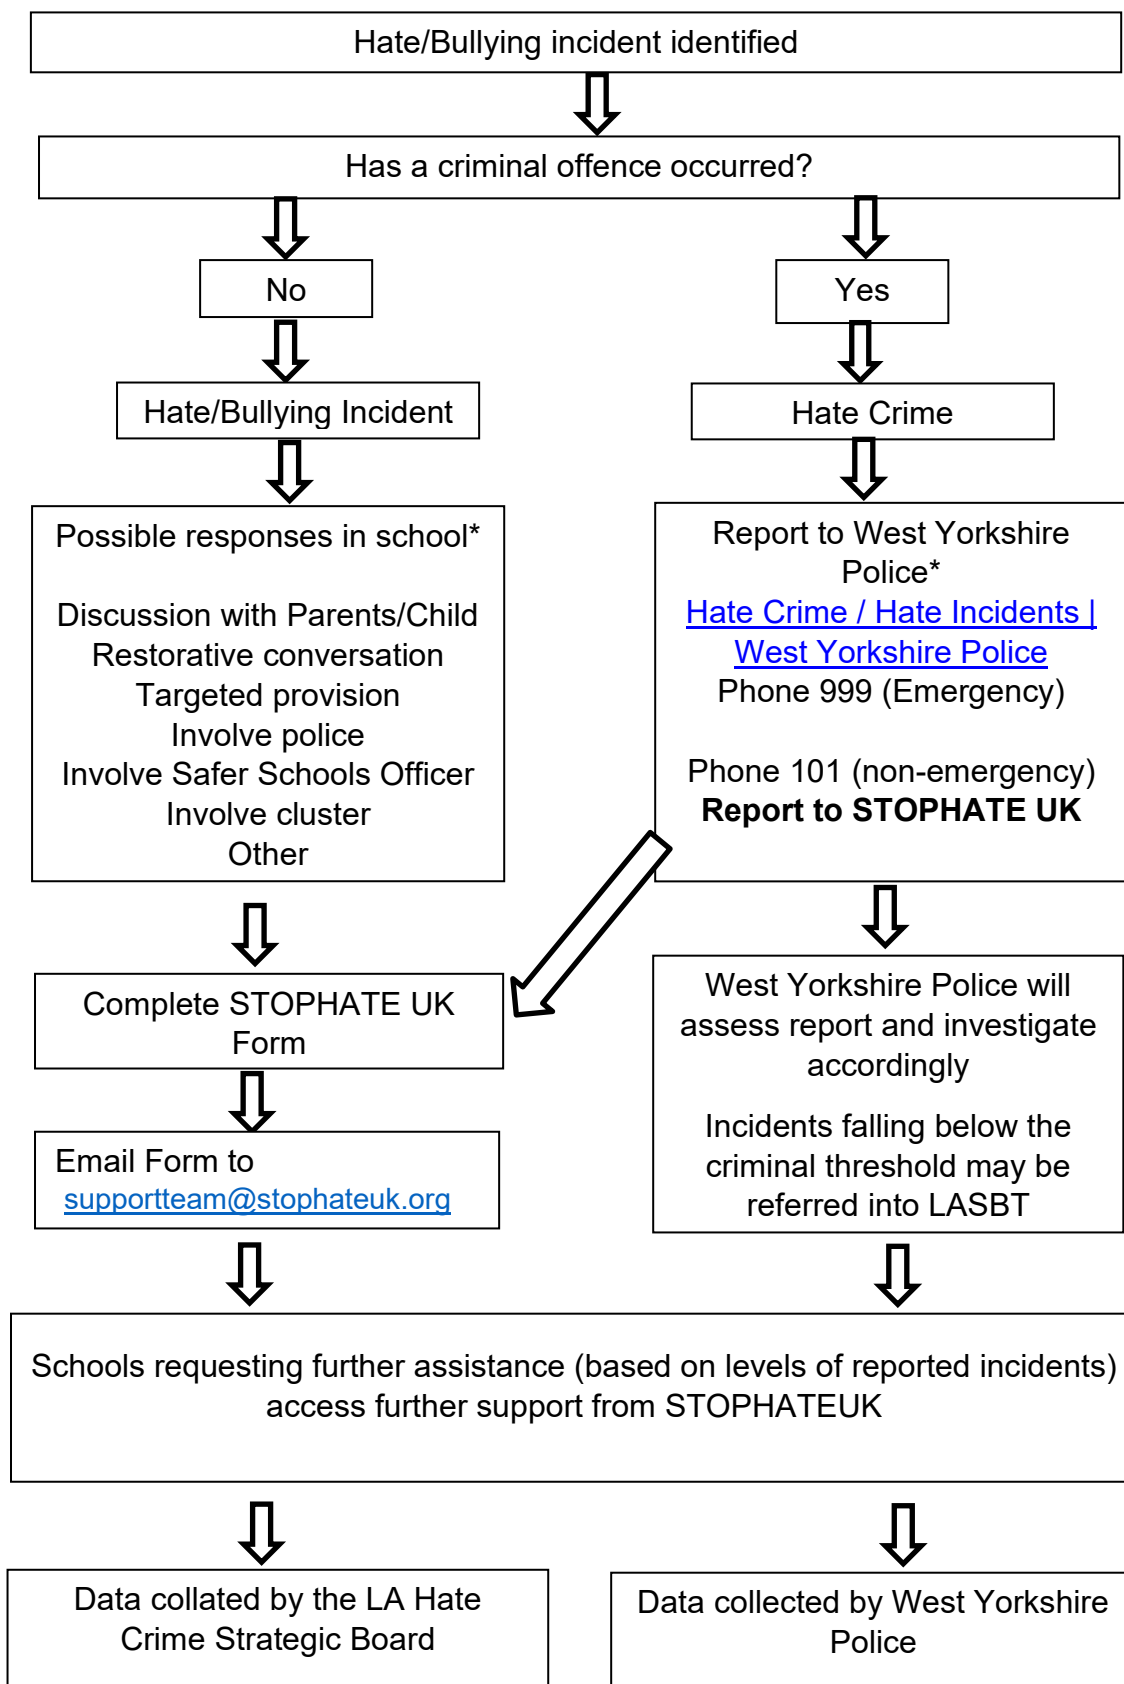 Hate/Bullying incident identified
Has a criminal offence occurred?
No
Yes
Hate/Bullying Incident
Hate Crime
Possible responses in school*
Discussion with Parents/Child
Restorative conversation
Targeted provision
Involve police
Involve Safer Schools Officer
Involve cluster
Other
Report to West Yorkshire
Police*
Hate Crime / Hate Incidents |
West Yorkshire Police
Phone 999 (Emergency)
Phone 101 (non-emergency)
Report to STOPHATE UK
Complete STOPHATE UK
Form
West Yorkshire Police will
assess report and investigate
accordingly
Incidents falling below the
criminal threshold may be
referred into LASBT
Email Form to
supportteam@stophateuk.org
Schools requesting further assistance (based on levels of reported incidents)
access further support from STOPHATEUK
Data collated by the LA Hate
Crime Strategic Board
Data collected by West Yorkshire
Police